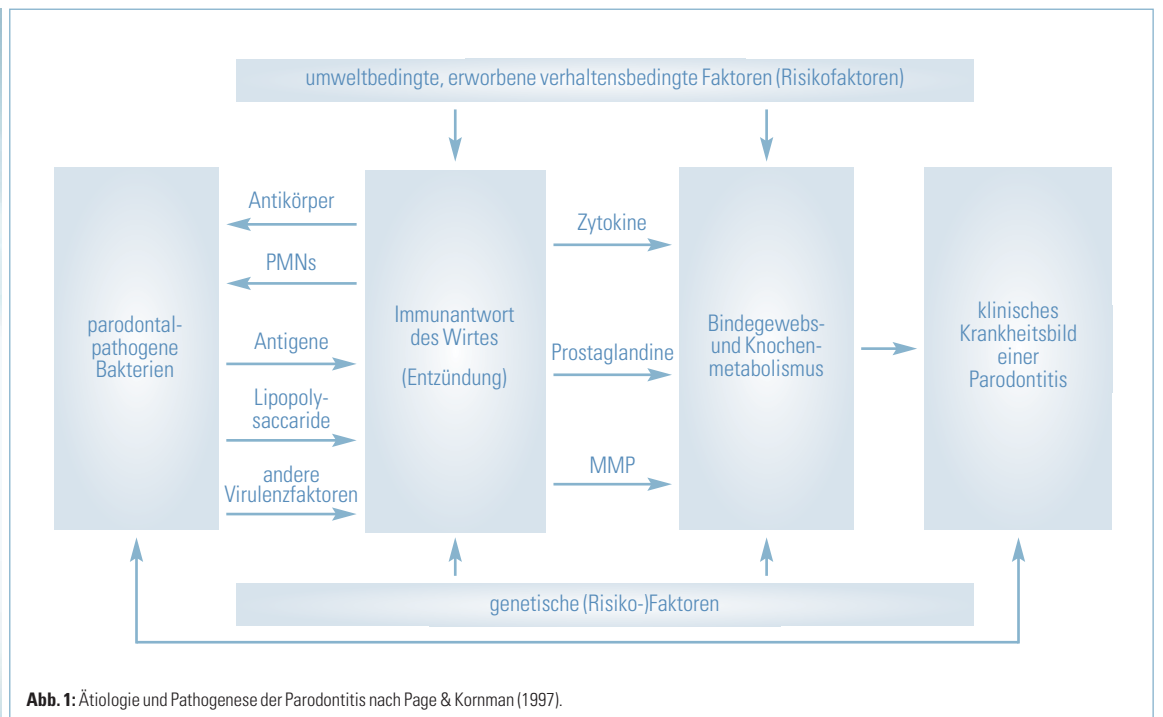 umweltbedingte, erworbene verhaltensbedingte Faktoren (Risikofaktoren)
parodontal-
pathogene
Bakterien
Antikörper
PMNs
Antigene
Lipopoly-
saccaride
andere
Virulenzfaktoren
Immunantwort
des Wirtes
(Entzündung)
Zytokine
Prostaglandine
MMP
Bindegewebs-
und Knochen-
metabolismus
klinisches
Krankheitsbild
einer
Parodontitis
genetische (Risiko-)Faktoren
Abb. 1: Ätiologie und Pathogenese der Parodontitis nach Page & Kornman (1997).